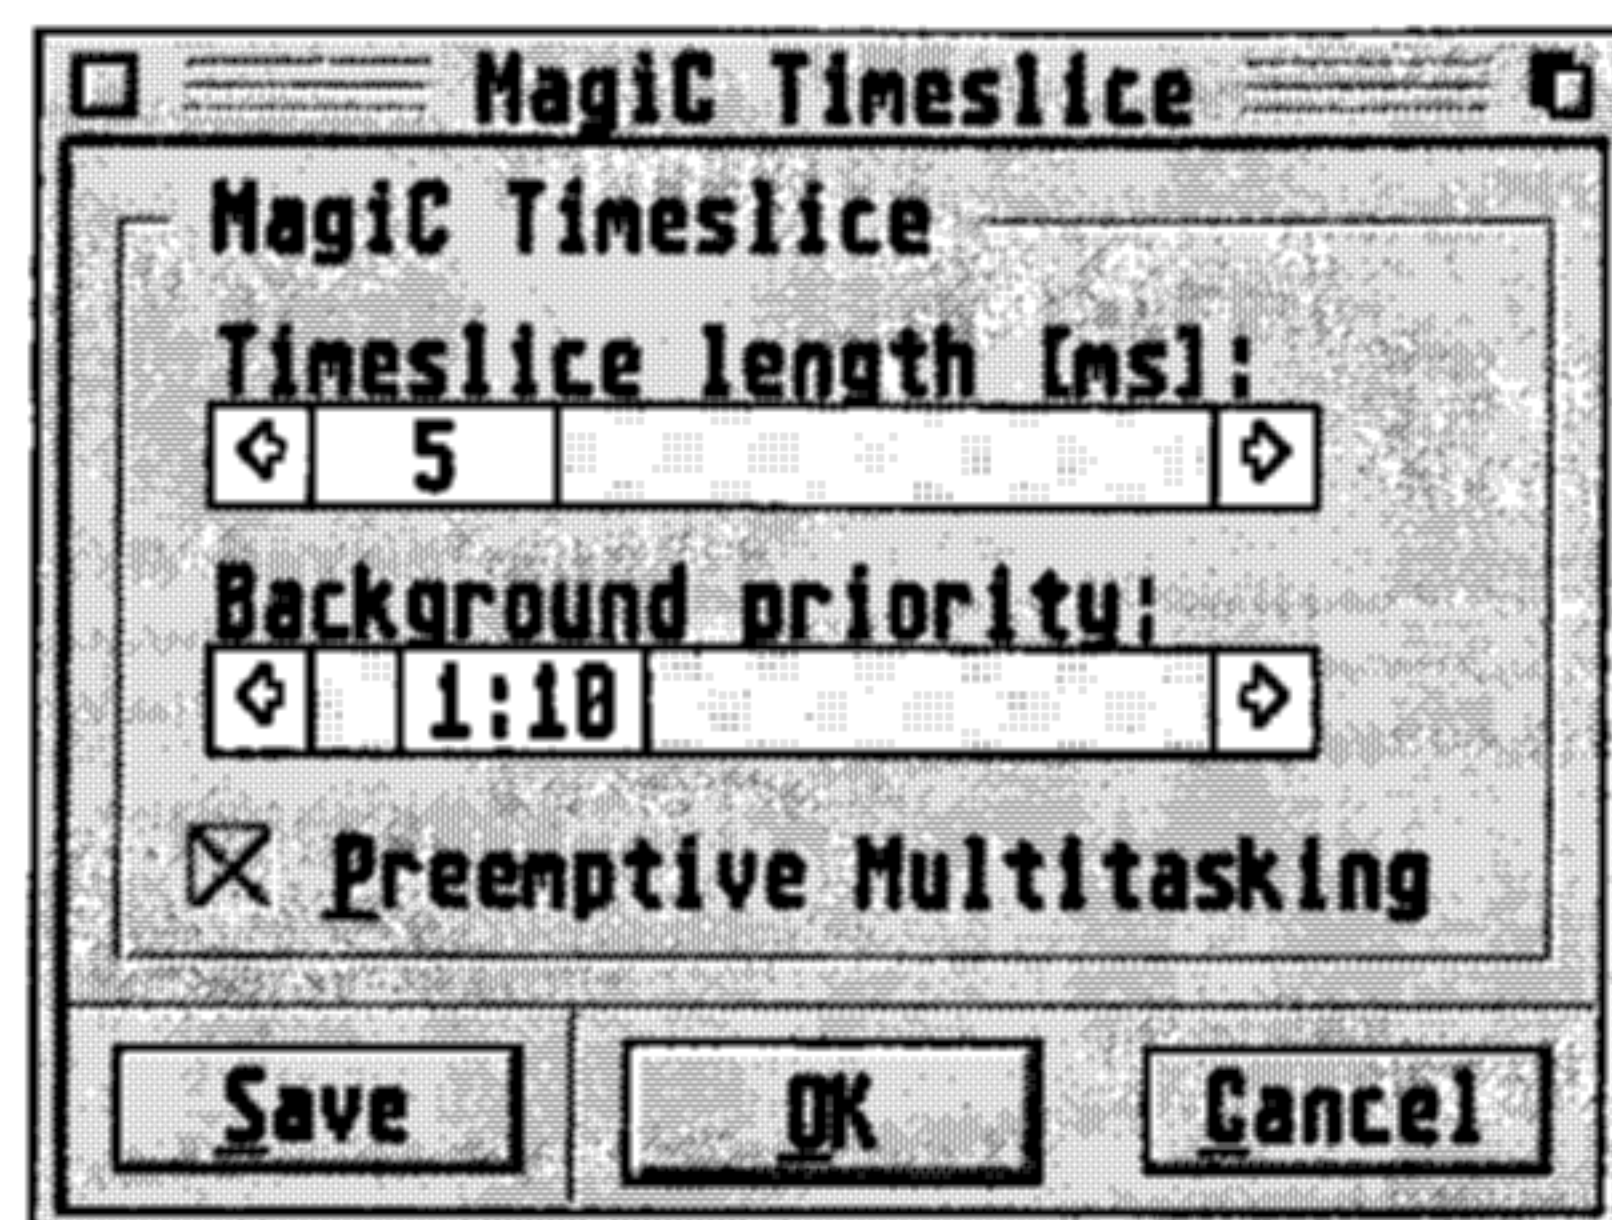 MagiC Timeslice
MagiC Timeslice
Timeslice length [ms]:
5
Background priority:
1:10
Preemptive Multitasking
Save
OK
Cancel